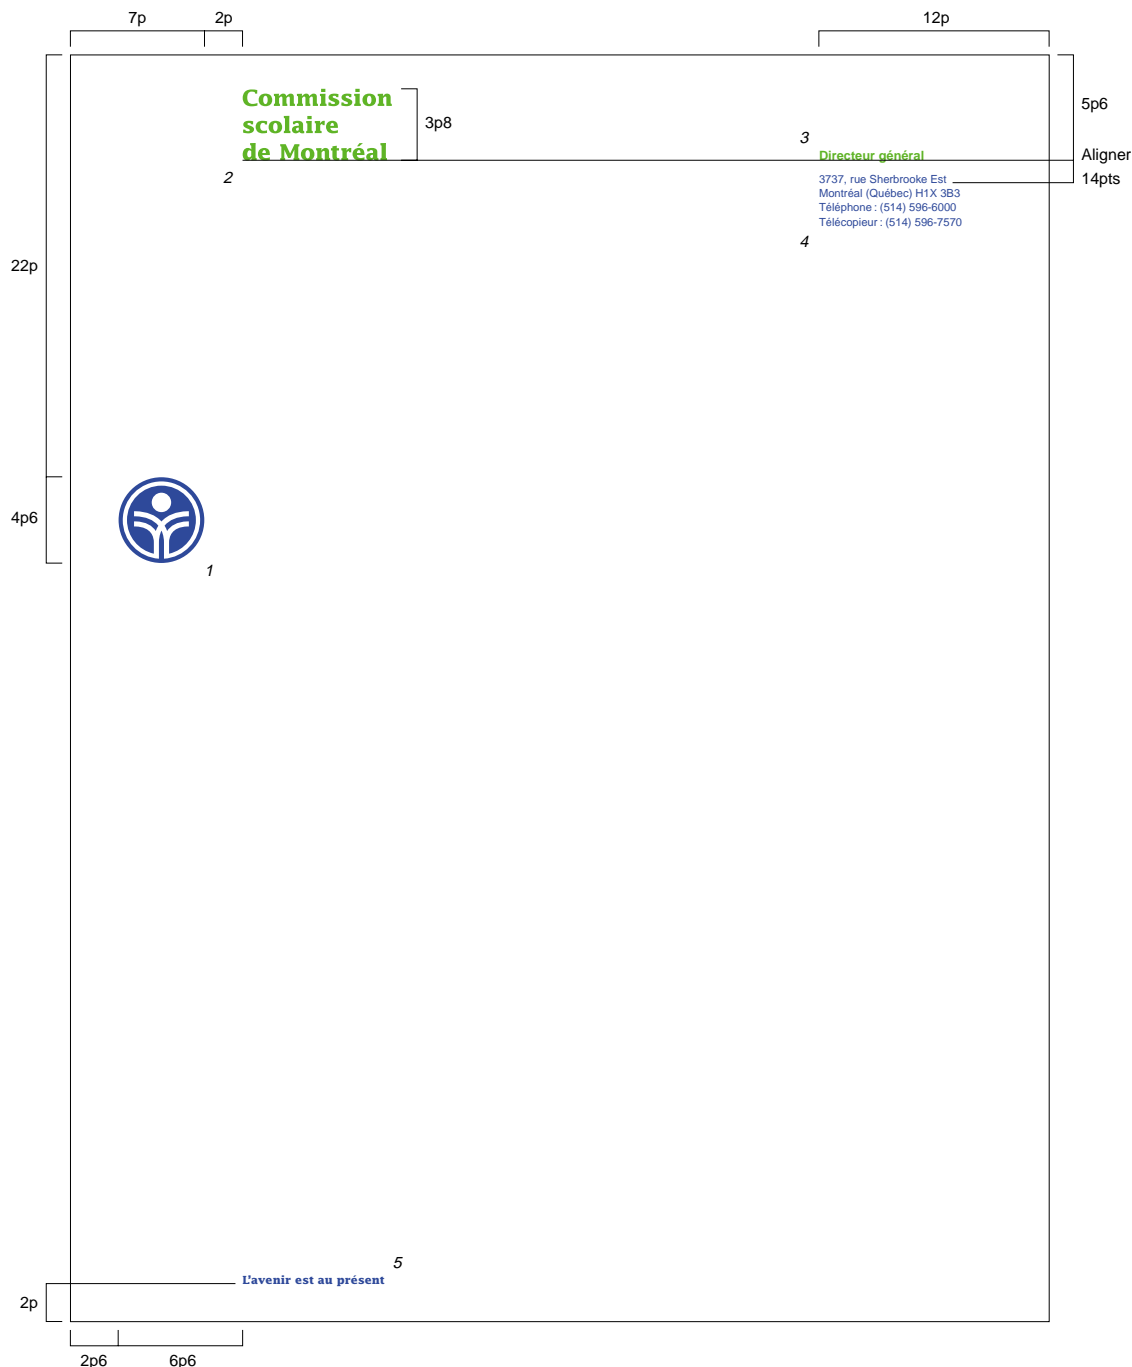 7p
2p
12p
Commission
scolaire
de Montréal
3p8
5p6
3
Directeur général
Aligner
2
3737, rue Sherbrooke Est
14pts
Montréal (Québec) H1X 3B3
Téléphone : (514) 596-6000
Télécopieur : (514) 596-7570
4
22p
4p6
1
5
L'avenir est au présent
2p
2p6
6p6